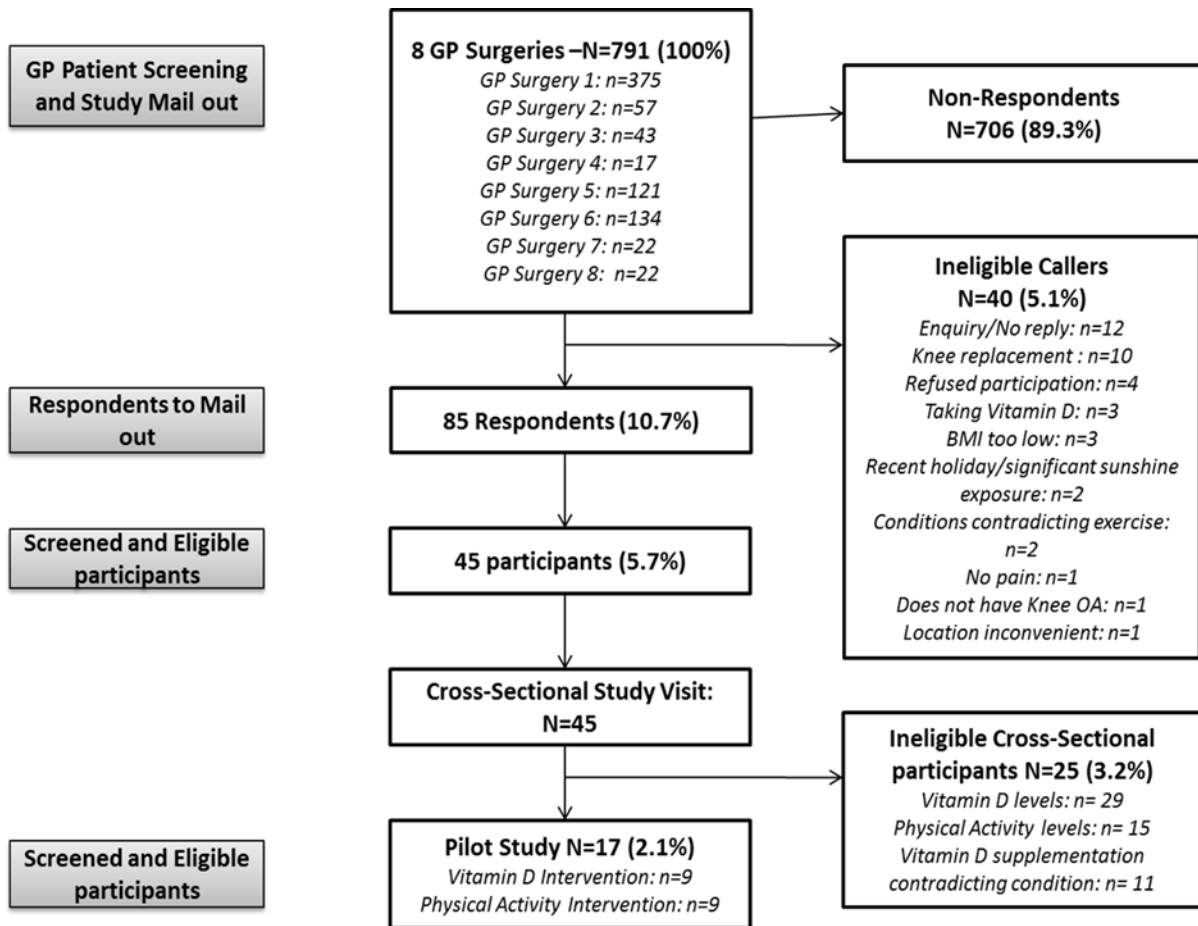 GP Patient Screening
and Study Mail out
8 GP Surgeries –N=791 (100%)
GP Surgery 1: n=375
GP Surgery 2: n=57
GP Surgery 3: n=43
GP Surgery 4: n=17
GP Surgery 5: n=121
GP Surgery 6: n=134
GP Surgery 7: n=22
GP Surgery 8: n=22
Non-Respondents
N=706 (89.3%)
Ineligible Callers
N=40 (5.1%)
Enquiry/No reply: n=12
Knee replacement : n=10
Refused participation: n=4
Taking Vitamin D: n=3
BMI too low: n=3
Recent holiday/significant sunshine
exposure: n=2
Conditions contradicting exercise:
n=2
No pain: n=1
Does not have Knee OA: n=1
Location inconvenient: n=1
Respondents to Mail
out
85 Respondents (10.7%)
Screened and Eligible
participants
45 participants (5.7%)
Cross-Sectional Study Visit:
N=45
Ineligible Cross-Sectional
participants N=25 (3.2%)
Vitamin D levels: n= 29
Physical Activity levels: n= 15
Vitamin D supplementation
contradicting condition: n= 11
Screened and Eligible
participants
Pilot Study N=17 (2.1%)
Vitamin D Intervention: n=9
Physical Activity Intervention: n=9